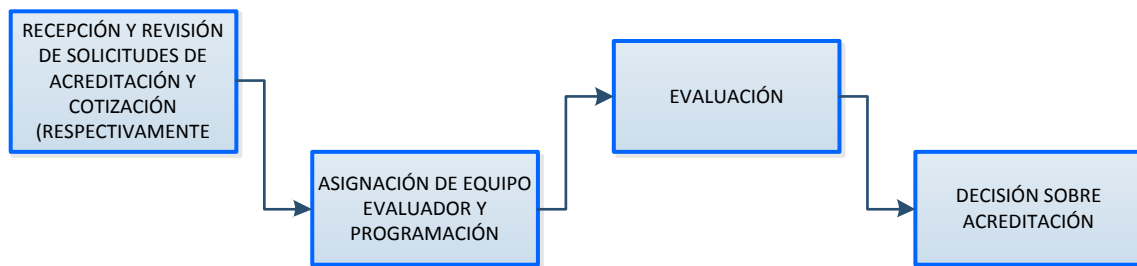 RECEPCIÓN Y REVISIÓN
DE SOLICITUDES DE
ACREDITACIÓN Y
COTIZACIÓN
(RESPECTIVAMENTE
ASIGNACIÓN DE EQUIPO
EVALUADOR Y
PROGRAMACIÓN
EVALUACIÓN
DECISIÓN SOBRE
ACREDITACIÓN